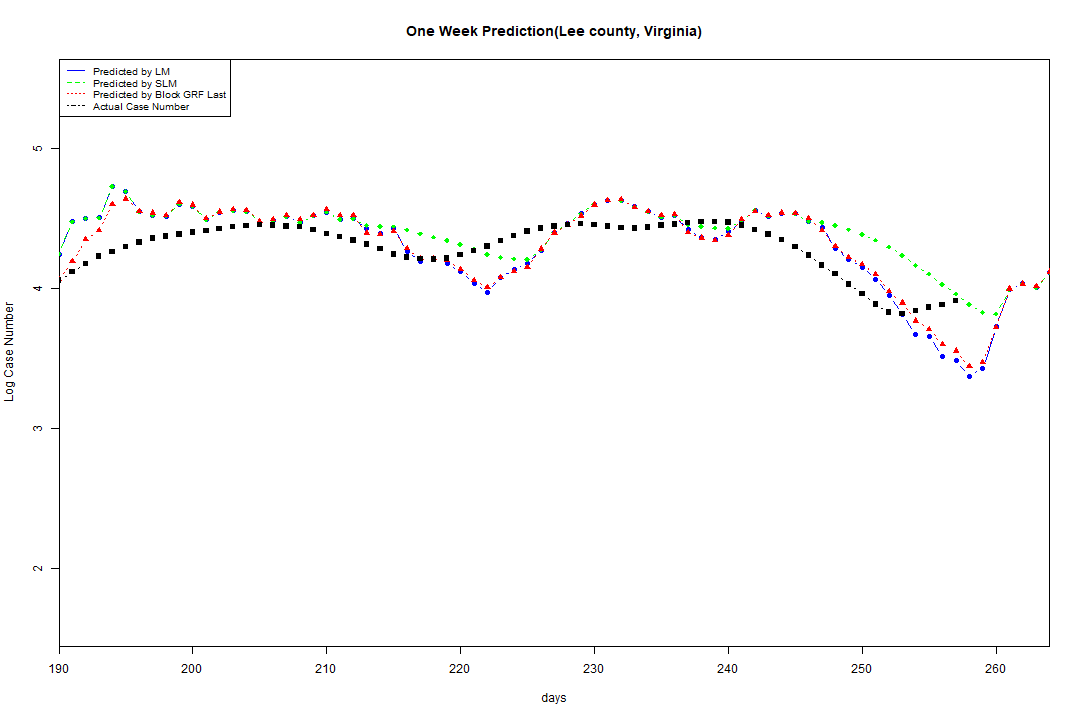 One Week Prediction(Lee county, Virginia)
Predicted by LM
Predicted by SLM
Predicted by Block GRF Last
Actual Case Number
5
4
3
2
Log Case Number
190 200 210 220 230 240 250 260
days